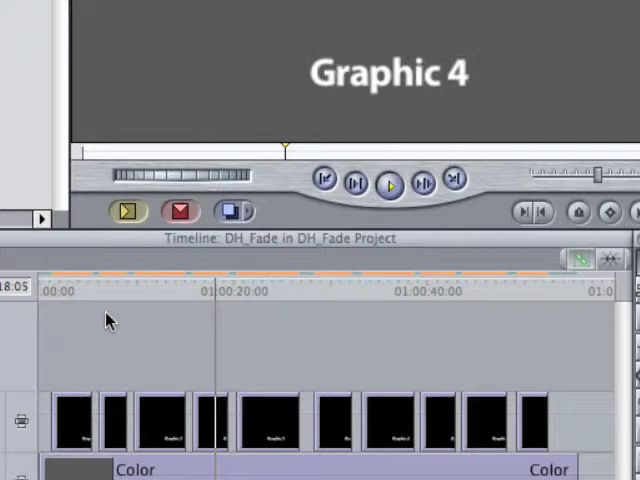 Graphic 4
Timeline: DH_Fade in DH_Fade Project
18:05
:00:00
01:00:20:00
01:00:40:00
01:0
Color
Color